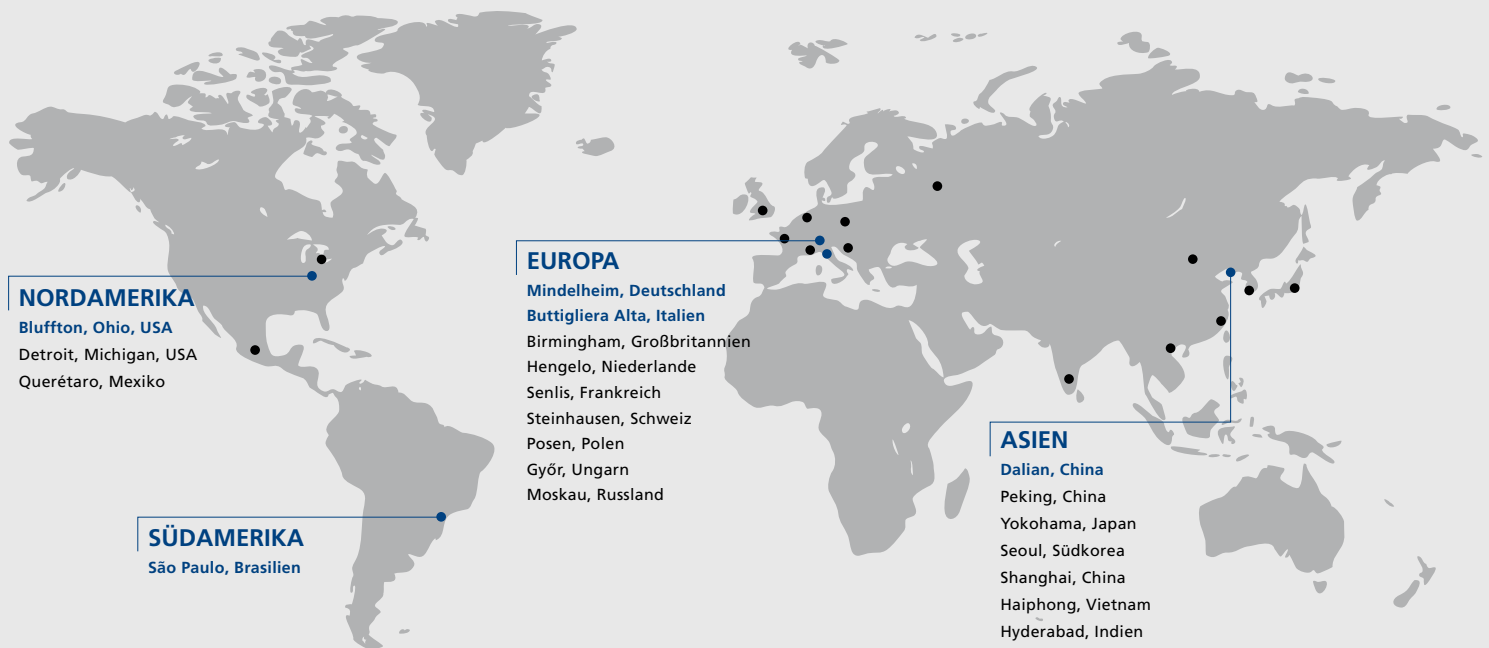 NORDAMERIKA
Bluffton, Ohio, USA
Detroit, Michigan, USA
Querétaro, Mexiko
SÜDAMERIKA
São Paulo, Brasilien
EUROPA
Mindelheim, Deutschland
Buttigliera Alta, Italien
Birmingham, Großbritannien
Hengelo, Niederlande
Senlis, Frankreich
Steinhausen, Schweiz
Posen, Polen
Győr, Ungarn
Moskau, Russland
ASIEN
Dalian, China
Peking, China
Yokohama, Japan
Seoul, Südkorea
Shanghai, China
Haiphong, Vietnam
Hyderabad, Indien